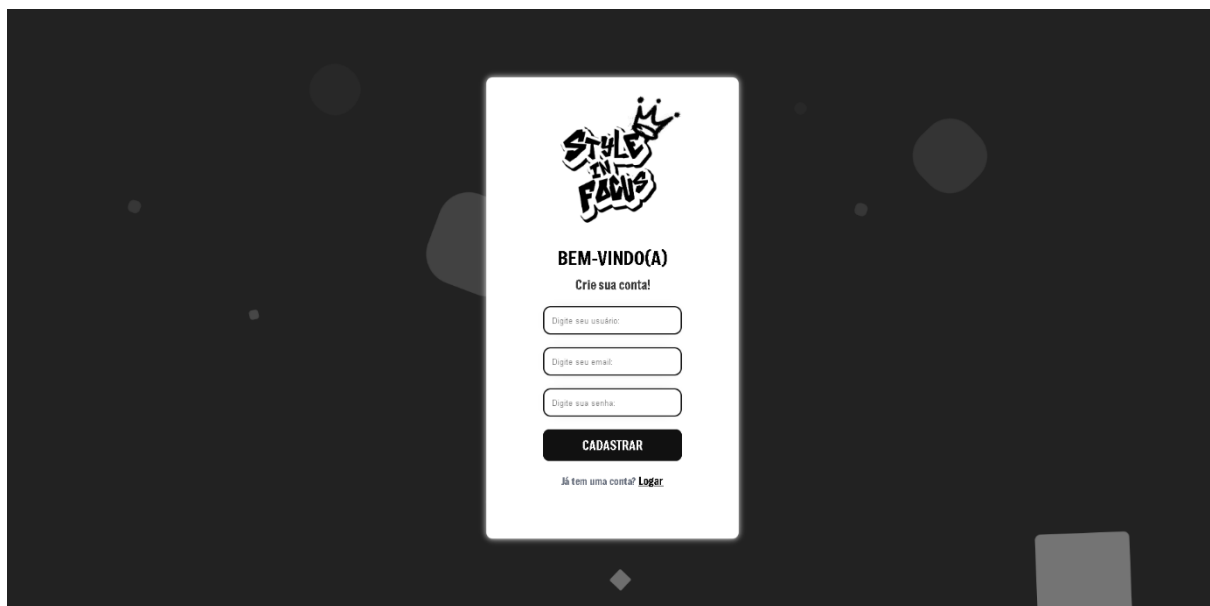 STYLE
IN
FOCUS
BEM-VINDO(A)
Crie sua conta!
Digite seu usuário:
Digite seu email:
Digite sua senha:
CADASTRAR
Já tem uma conta? Logar